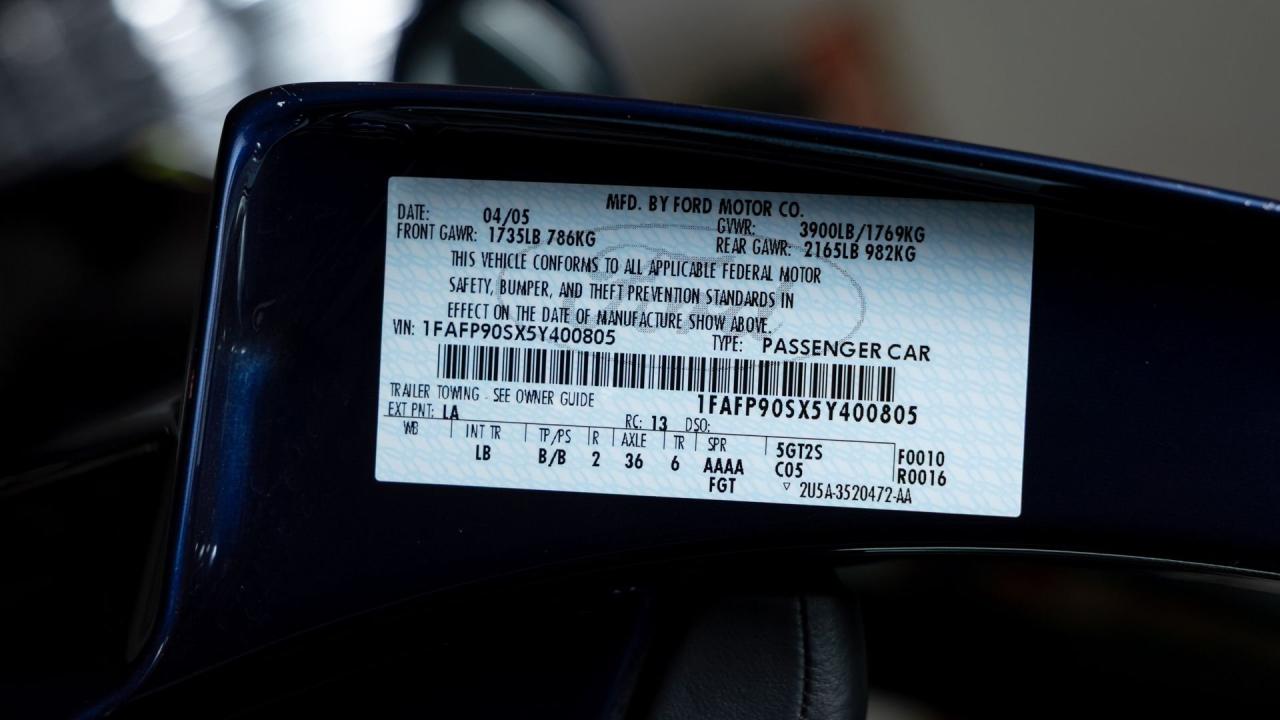 MFD. BY FORD MOTOR CO.
DATE: 04/05 GVWR: 3900LB/1769KG
FRONT GAWR: 1735LB 786KG REAR GAWR: 2165LB 982KG
THIS VEHICLE CONFORMS TO ALL APPLICABLE FEDERAL MOTOR
SAFETY, BUMPER, AND THEFT PREVENTION STANDARDS IN
EFFECT ON THE DATE OF MANUFACTURE SHOW ABOVE.
VIN: 1FAFP90SX5Y400805 TYPE: PASSENGER CAR
TRAILER TOWING - SEE OWNER GUIDE 1FAFP90SX5Y400805
EXT PNT: LA RC: 13 DSO:
WB INT TR TP/PS R AXLE TR SPR 5GT2S F0010
LB B/B 2 36 6 AAAA C05 R0016
FGT ▽ 2U5A-3520472-AA
Ford